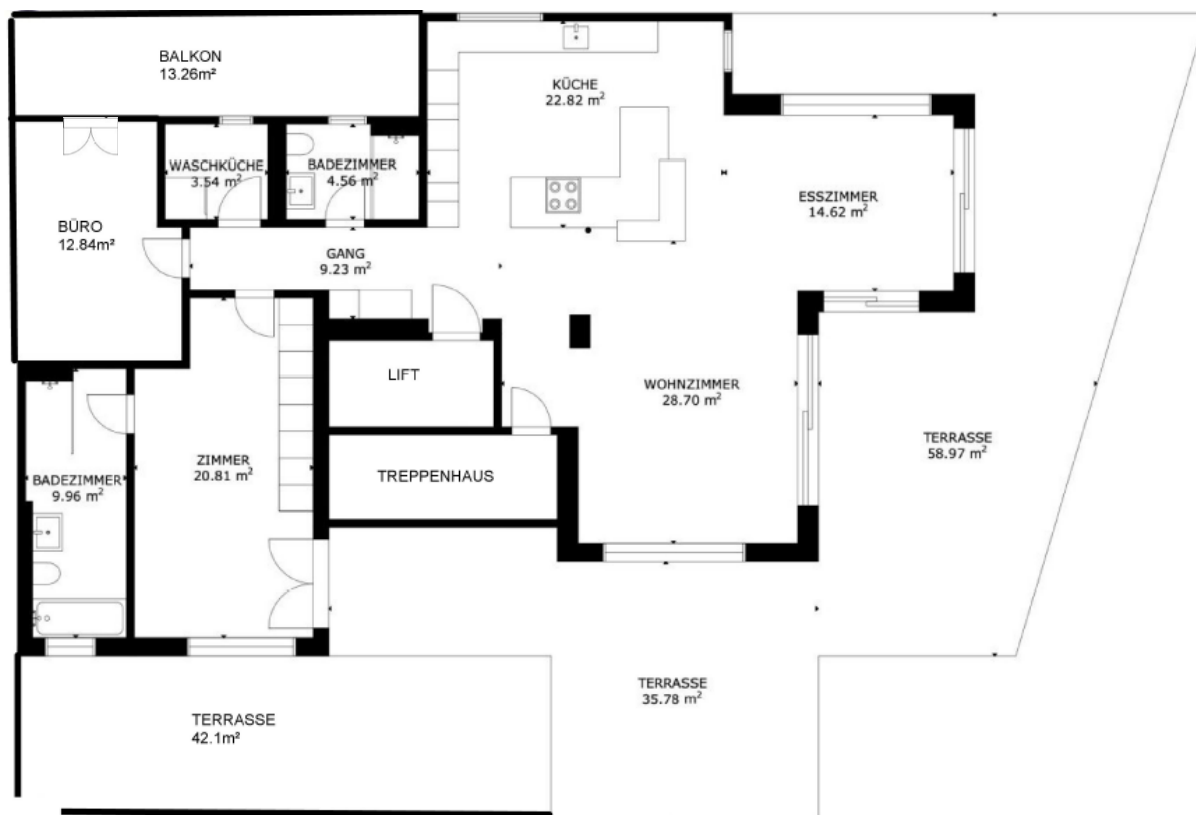 BALKON
13.26m²
KÜCHE
22.82 m²
WASCHKÜCHE
3.54 m²
BADEZIMMER
4.56 m²
ESSZIMMER
14.62 m²
BÜRO
12.84m²
GANG
9.23 m²
LIFT
WOHNZIMMER
28.70 m²
TERRASSE
58.97 m²
ZIMMER
20.81 m²
TREPPENHAUS
BADEZIMMER
9.96 m²
TERRASSE
35.78 m²
TERRASSE
42.1m²